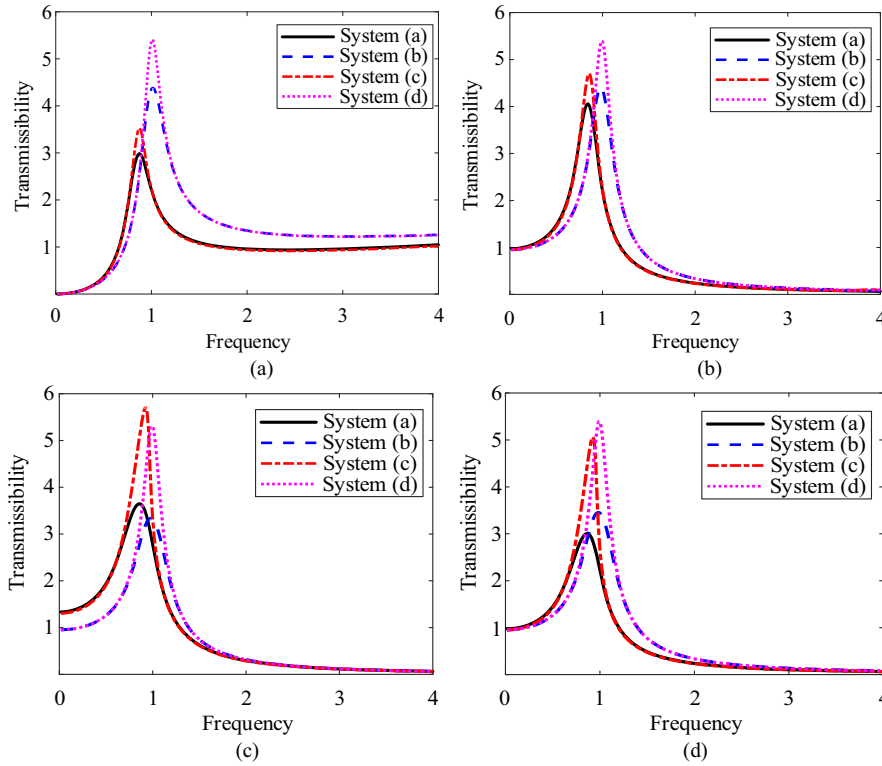 6
5
4
3
2
1
Transmissibility
System (a)
System (b)
System (c)
System (d)
0 1 2 3 4
Frequency
(a)
6
5
4
3
2
1
Transmissibility
System (a)
System (b)
System (c)
System (d)
0 1 2 3 4
Frequency
(b)
6
5
4
3
2
1
Transmissibility
System (a)
System (b)
System (c)
System (d)
0 1 2 3 4
Frequency
(c)
6
5
4
3
2
1
Transmissibility
System (a)
System (b)
System (c)
System (d)
0 1 2 3 4
Frequency
(d)